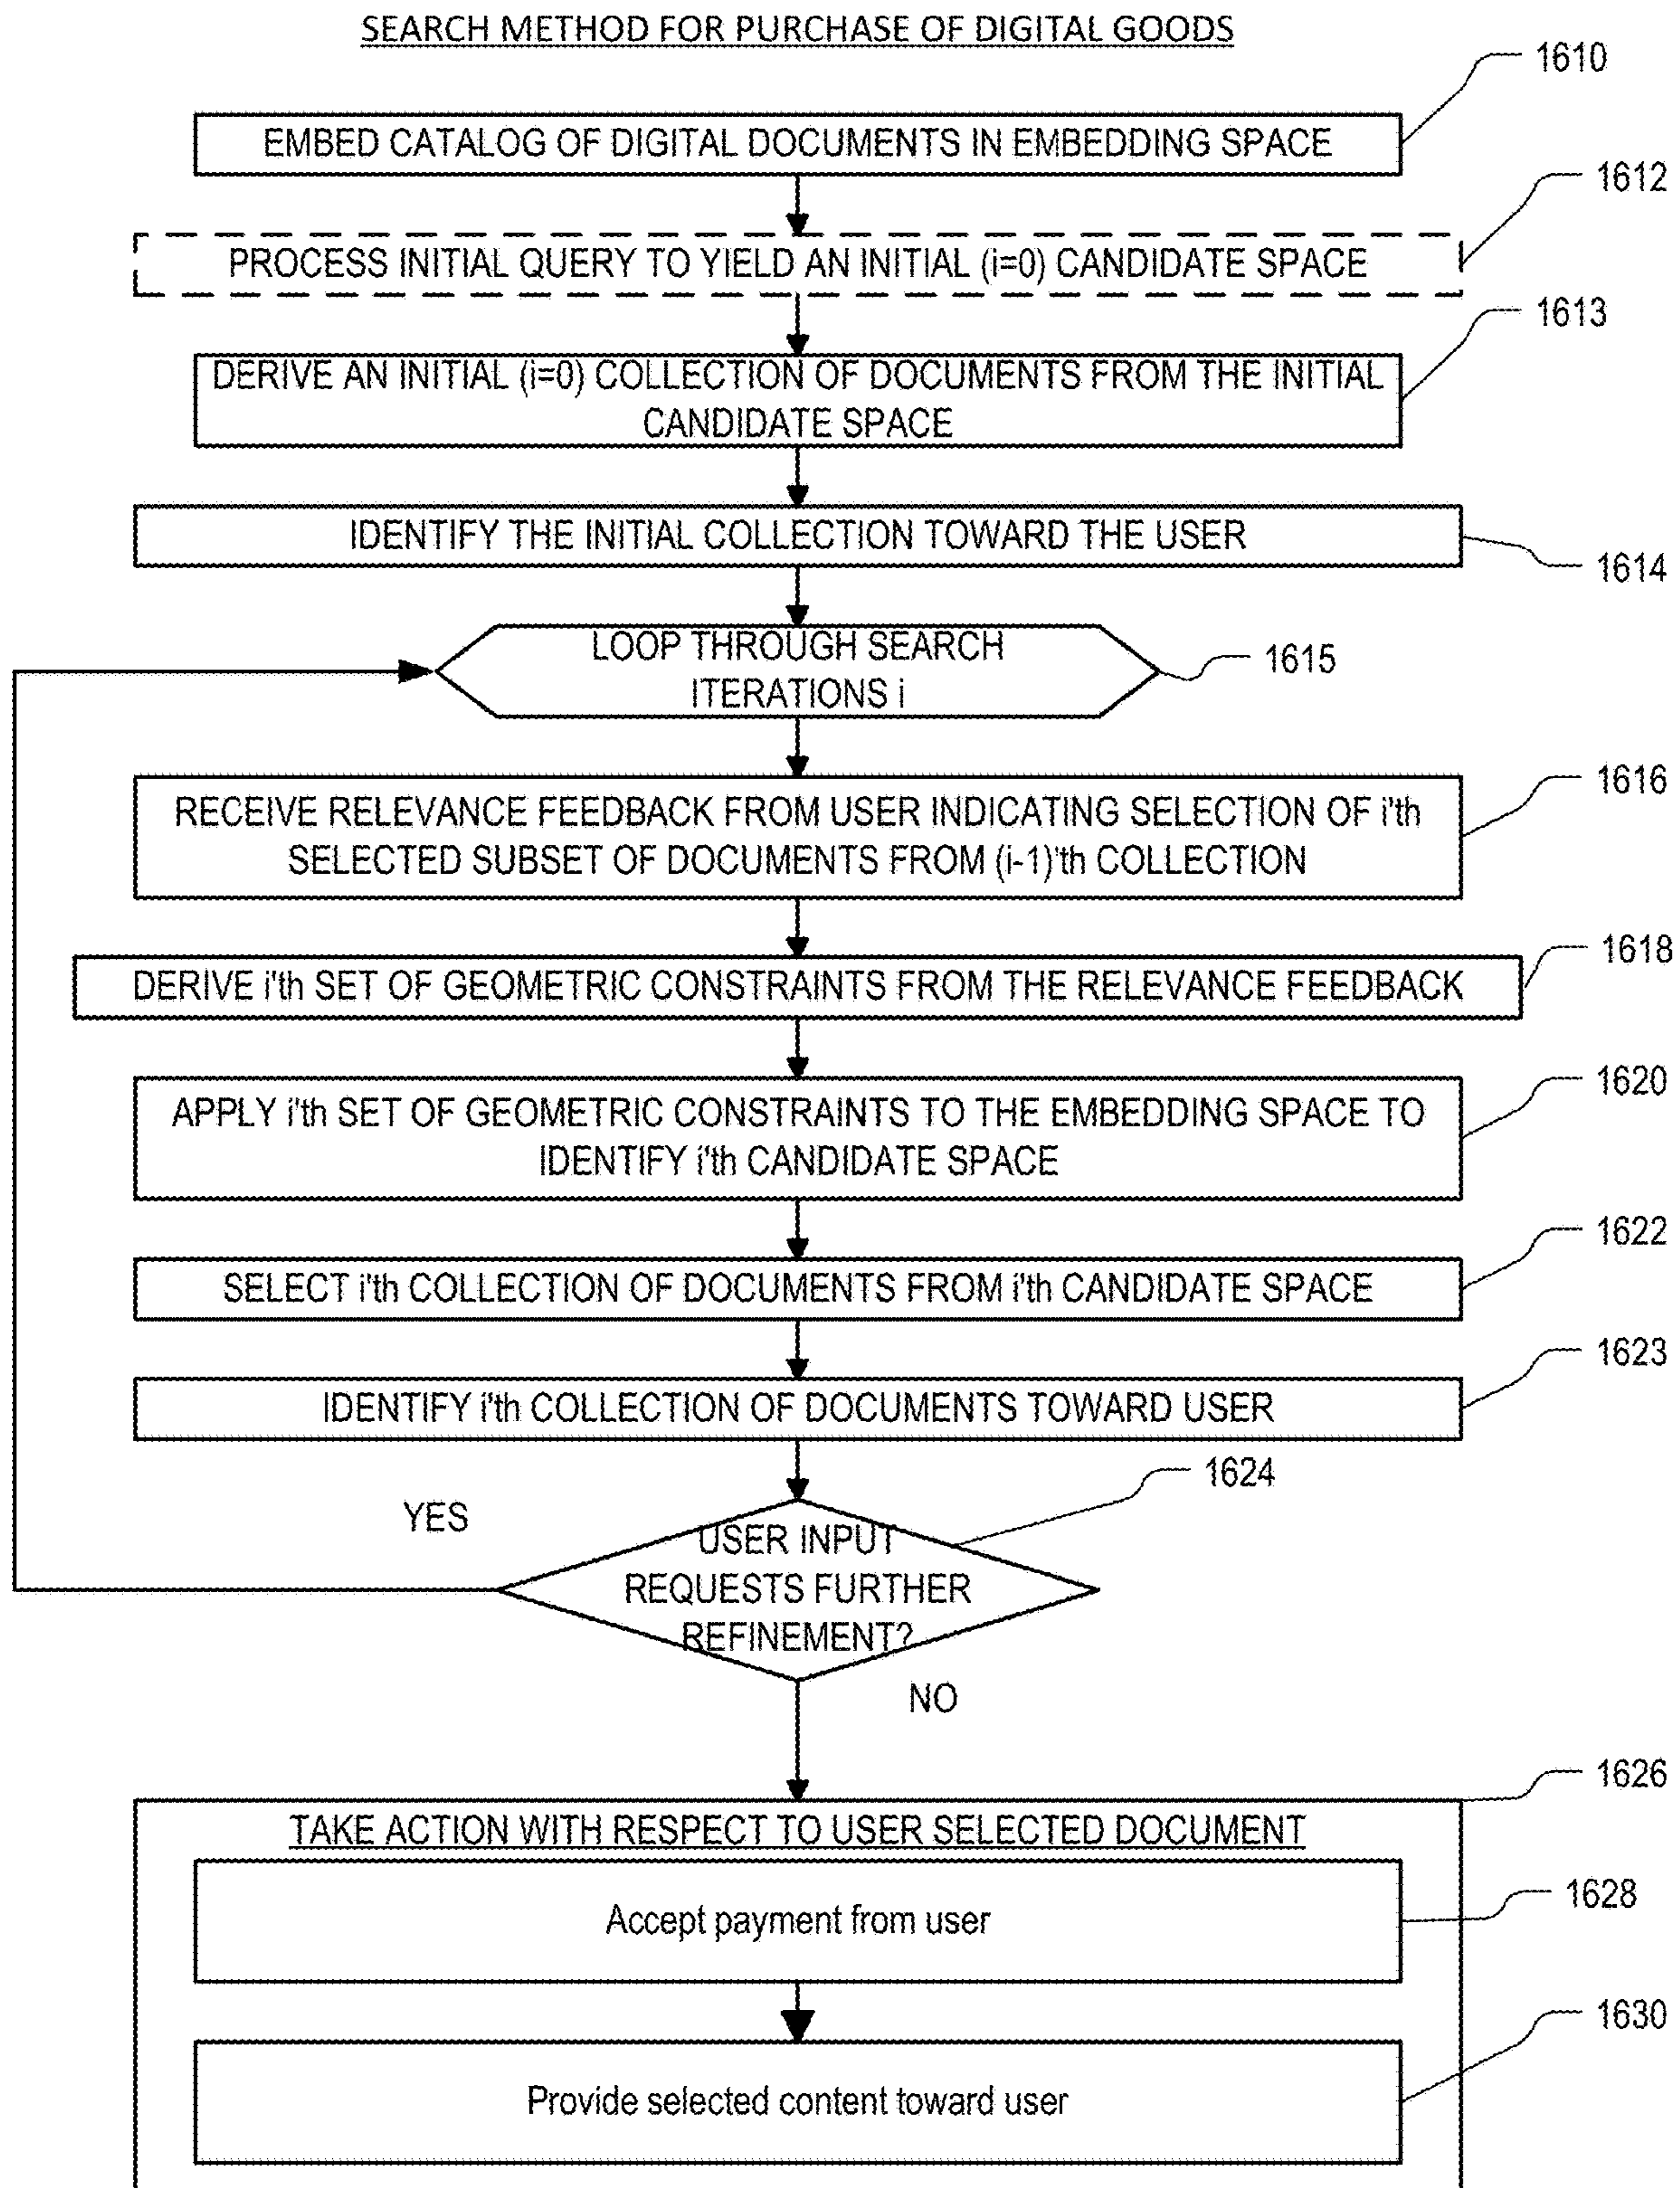 SEARCH METHOD FOR PURCHASE OF DIGITAL GOODS
1610
EMBED CATALOG OF DIGITAL DOCUMENTS IN EMBEDDING SPACE
1612
PROCESS INITIAL QUERY TO YIELD AN INITIAL (i=0) CANDIDATE SPACE
1613
DERIVE AN INITIAL (i=0) COLLECTION OF DOCUMENTS FROM THE INITIAL
CANDIDATE SPACE
IDENTIFY THE INITIAL COLLECTION TOWARD THE USER
1614
LOOP THROUGH SEARCH
ITERATIONS i
1615
1616
RECEIVE RELEVANCE FEEDBACK FROM USER INDICATING SELECTION OF i'th
SELECTED SUBSET OF DOCUMENTS FROM (i-1)'th COLLECTION
1618
DERIVE i'th SET OF GEOMETRIC CONSTRAINTS FROM THE RELEVANCE FEEDBACK
1620
APPLY i'th SET OF GEOMETRIC CONSTRAINTS TO THE EMBEDDING SPACE TO
IDENTIFY i'th CANDIDATE SPACE
1622
SELECT i'th COLLECTION OF DOCUMENTS FROM i'th CANDIDATE SPACE
1623
IDENTIFY i'th COLLECTION OF DOCUMENTS TOWARD USER
1624
YES
USER INPUT
REQUESTS FURTHER
REFINEMENT?
NO
1626
TAKE ACTION WITH RESPECT TO USER SELECTED DOCUMENT
1628
Accept payment from user
1630
Provide selected content toward user